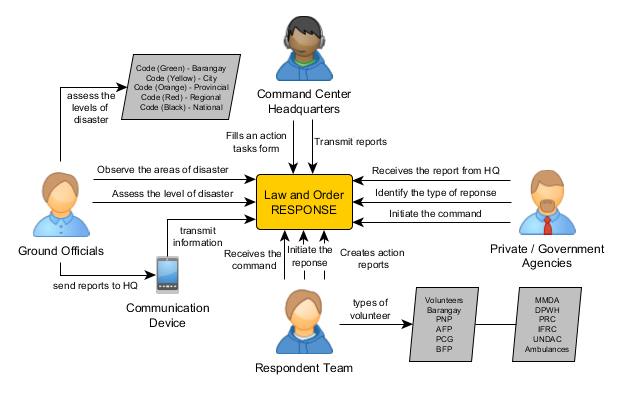 Code (Green) - Barangay
Code (Yellow) - City
Code (Orange) - Provincial
Code (Red) - Regional
Code (Black) - National
assess the
levels of
disaster
Command Center
Headquarters
Fills an action
tasks form
Transmit reports
Observe the areas of disaster
Assess the level of disaster
Law and Order
RESPONSE
Receives the report from HQ
Identify the type of reponse
Initiate the command
Ground Officials
transmit
information
send reports to HQ
Communication
Device
Private / Government
Agencies
Receives the
command
Initiate the
reponse
Creates action
reports
Respondent Team
types of
volunteer
Volunteers
Barangay
PNP
AFP
PCG
BFP
MMDA
DPWH
PRC
IFRC
UNDAC
Ambulances